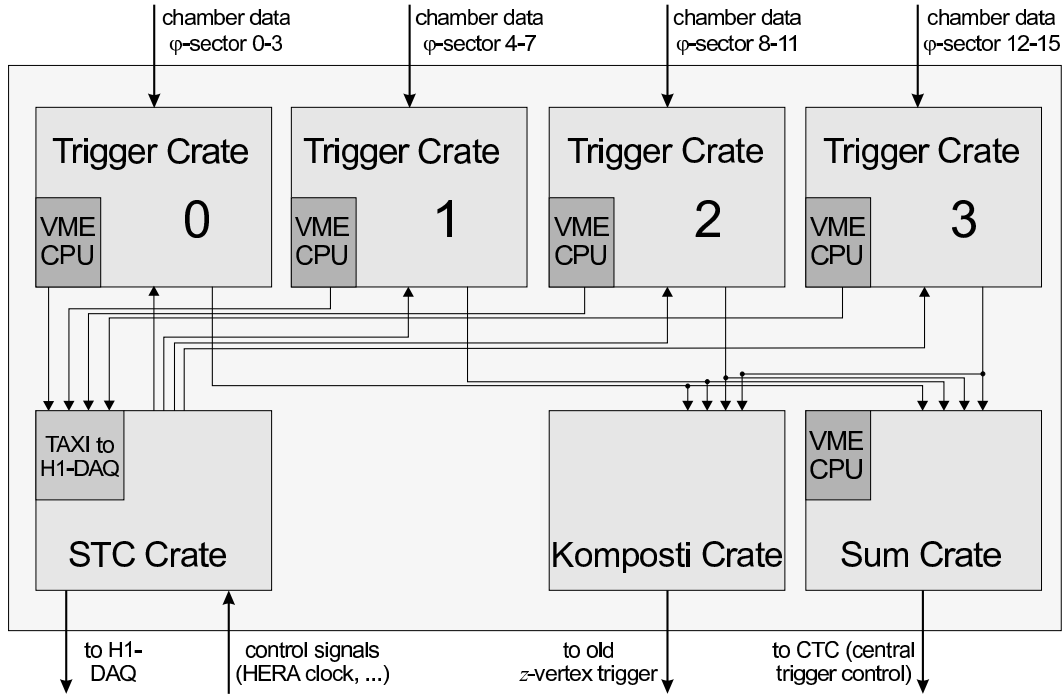 chamber data
φ-sector 0-3
chamber data
φ-sector 4-7
chamber data
φ-sector 8-11
chamber data
φ-sector 12-15
Trigger Crate
0
VME
CPU
Trigger Crate
1
VME
CPU
Trigger Crate
2
VME
CPU
Trigger Crate
3
VME
CPU
TAXI to
H1-DAQ
STC Crate
Komposti Crate
VME
CPU
Sum Crate
to H1-
DAQ
control signals
(HERA clock, ...)
to old
z-vertex trigger
to CTC (central
trigger control)